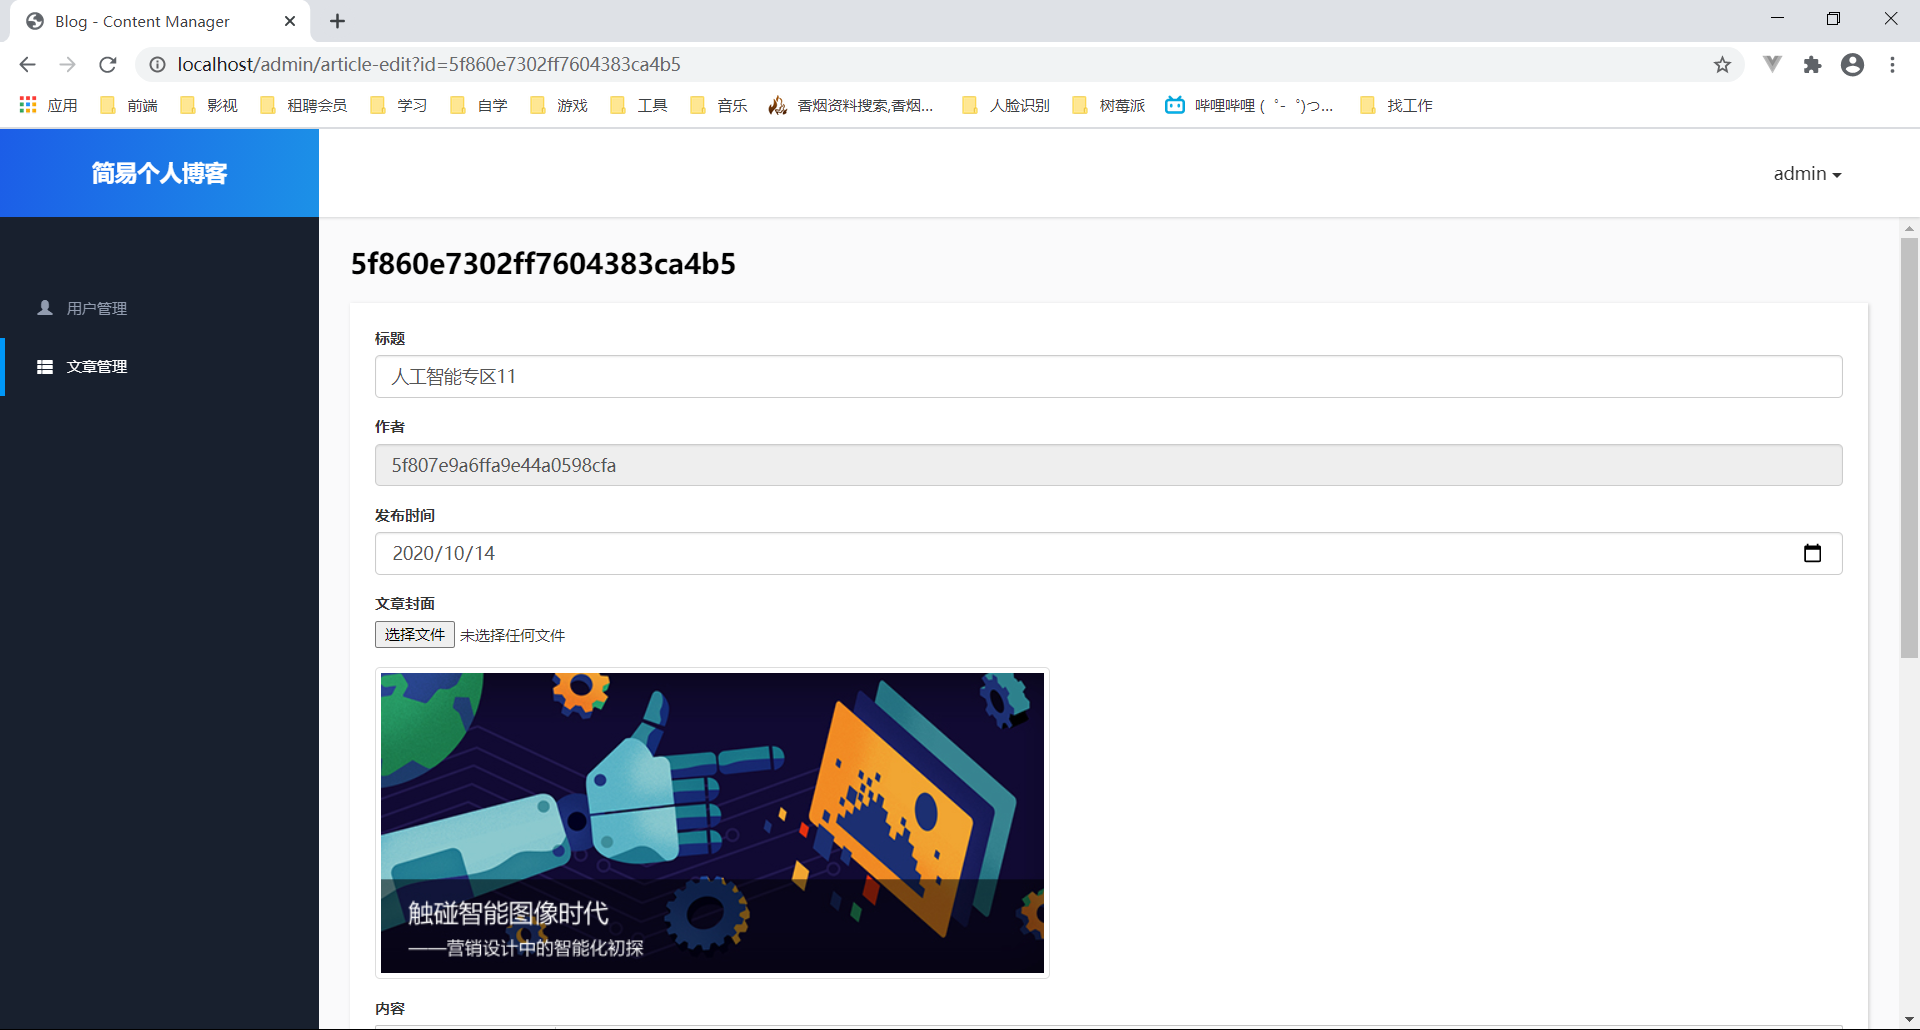 Blog - Content Manager
localhost/admin/article-edit?id=5f860e7302ff7604383ca4b5
应用 前端 影视 租聘会员 学习 自学 游戏 工具 音乐 香烟资料搜索,香烟... 人脸识别 树莓派 哔哩哔哩 ( ゜- ゜)つ... 找工作
简易个人博客
admin
用户管理
文章管理
5f860e7302ff7604383ca4b5
标题
人工智能专区11
作者
5f807e9a6ffa9e44a0598cfa
发布时间
2020/10/14
文章封面
选择文件 未选择任何文件
触碰智能图像时代
——营销设计中的智能化初探
内容